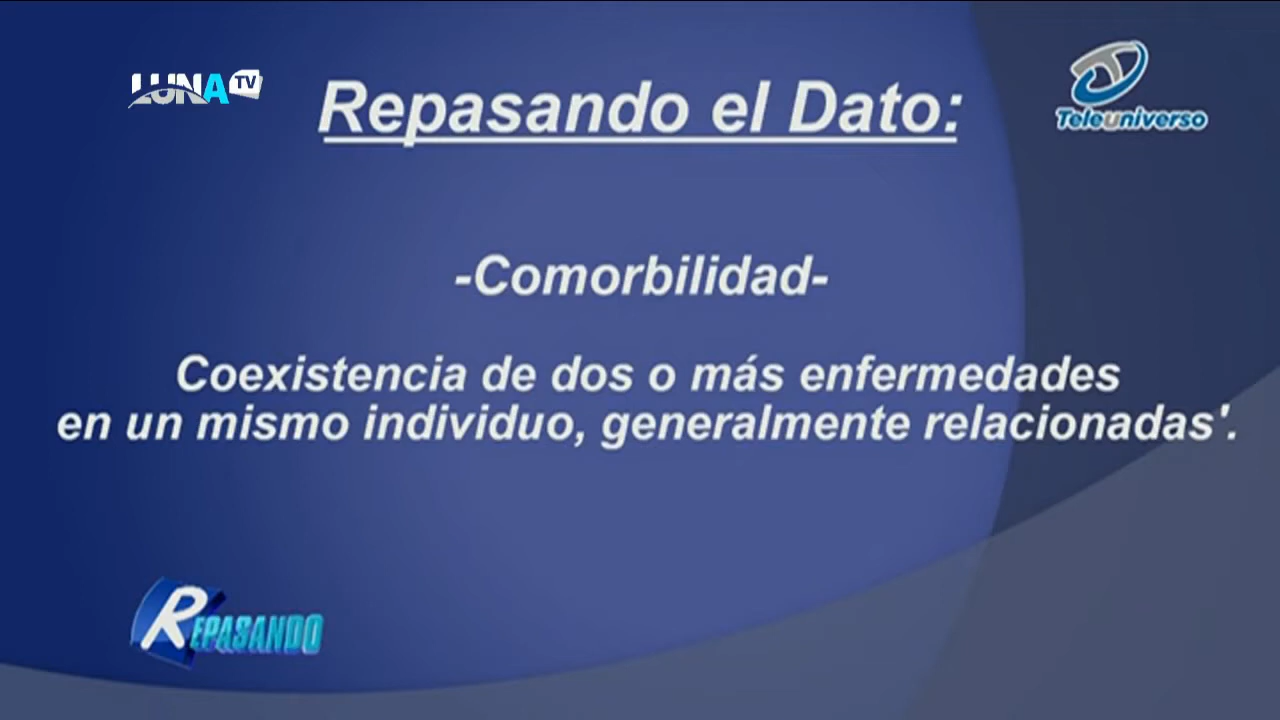 LUNA TV
Repasando el Dato:
Teleuniverso
-Comorbilidad-
Coexistencia de dos o más enfermedades
en un mismo individuo, generalmente relacionadas'.
REPASANDO